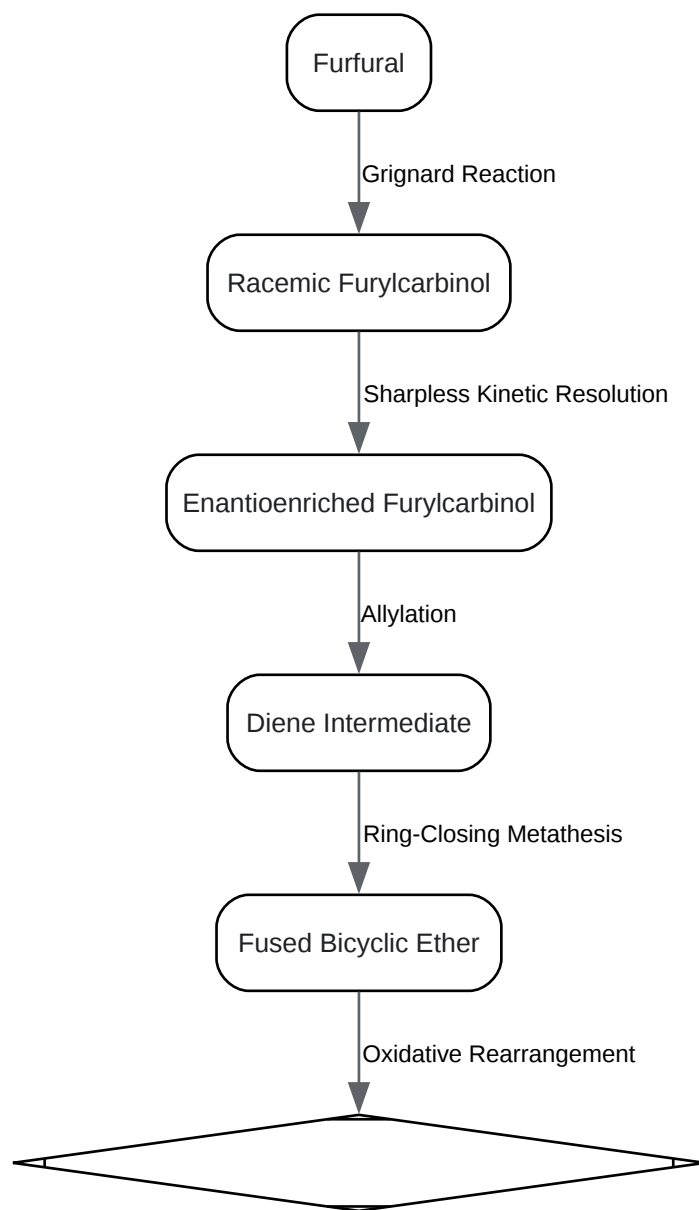 Furfural
Grignard Reaction
Racemic Furylcarbinol
Sharpless Kinetic Resolution
Enantioenriched Furylcarbinol
Allylation
Diene Intermediate
Ring-Closing Metathesis
Fused Bicyclic Ether
Oxidative Rearrangement